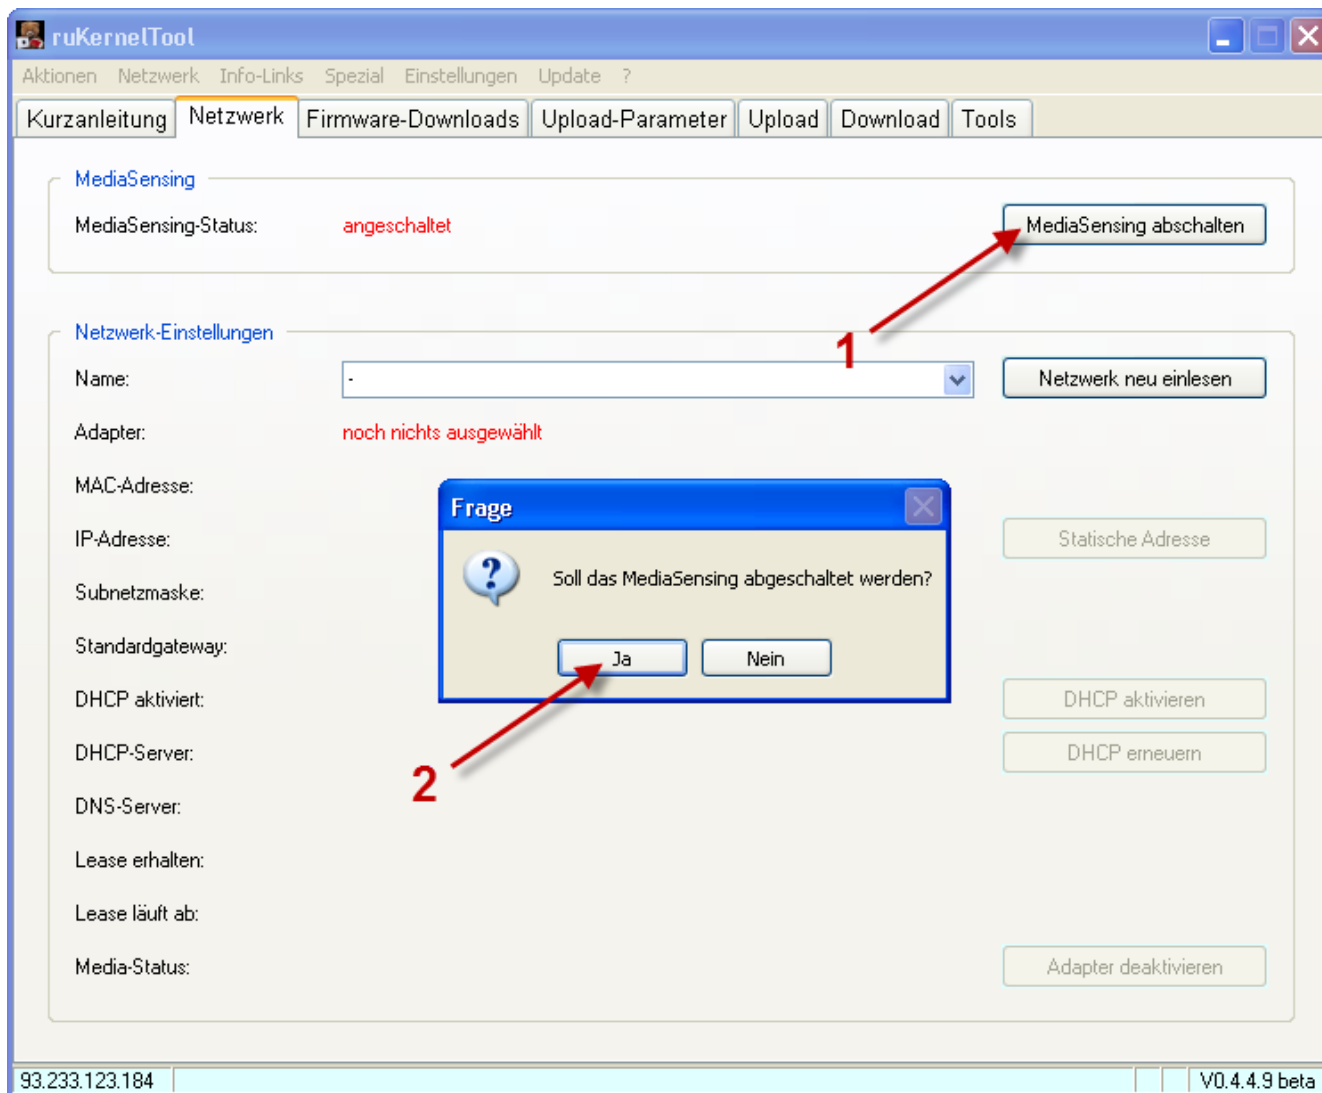 ruKernelTool
Aktionen Netzwerk Info-Links Spezial Einstellungen Update ?
Kurzanleitung Netzwerk Firmware-Downloads Upload-Parameter Upload Download Tools
MediaSensing
MediaSensing-Status: angeschaltet MediaSensing abschalten
1
Netzwerk-Einstellungen
Name: - Netzwerk neu einlesen
Adapter: noch nichts ausgewählt
MAC-Adresse:
Frage
IP-Adresse: Statische Adresse
Soll das MediaSensing abgeschaltet werden?
Subnetzmaske:
Standardgateway:
Ja Nein
DHCP aktiviert: DHCP aktivieren
DHCP-Server: DHCP erneuern
2
DNS-Server:
Lease erhalten:
Lease läuft ab:
Media-Status: Adapter deaktivieren
93.233.123.184 V0.4.4.9 beta